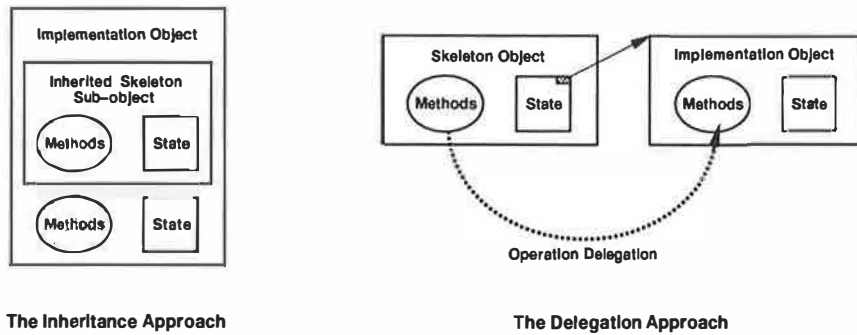 Implementation Object
Inherited Skeleton
Sub-object
Methods
State
Methods
State
The Inheritance Approach
Skeleton Object
Methods
State
Implementation Object
Methods
State
Operation Delegation
The Delegation Approach